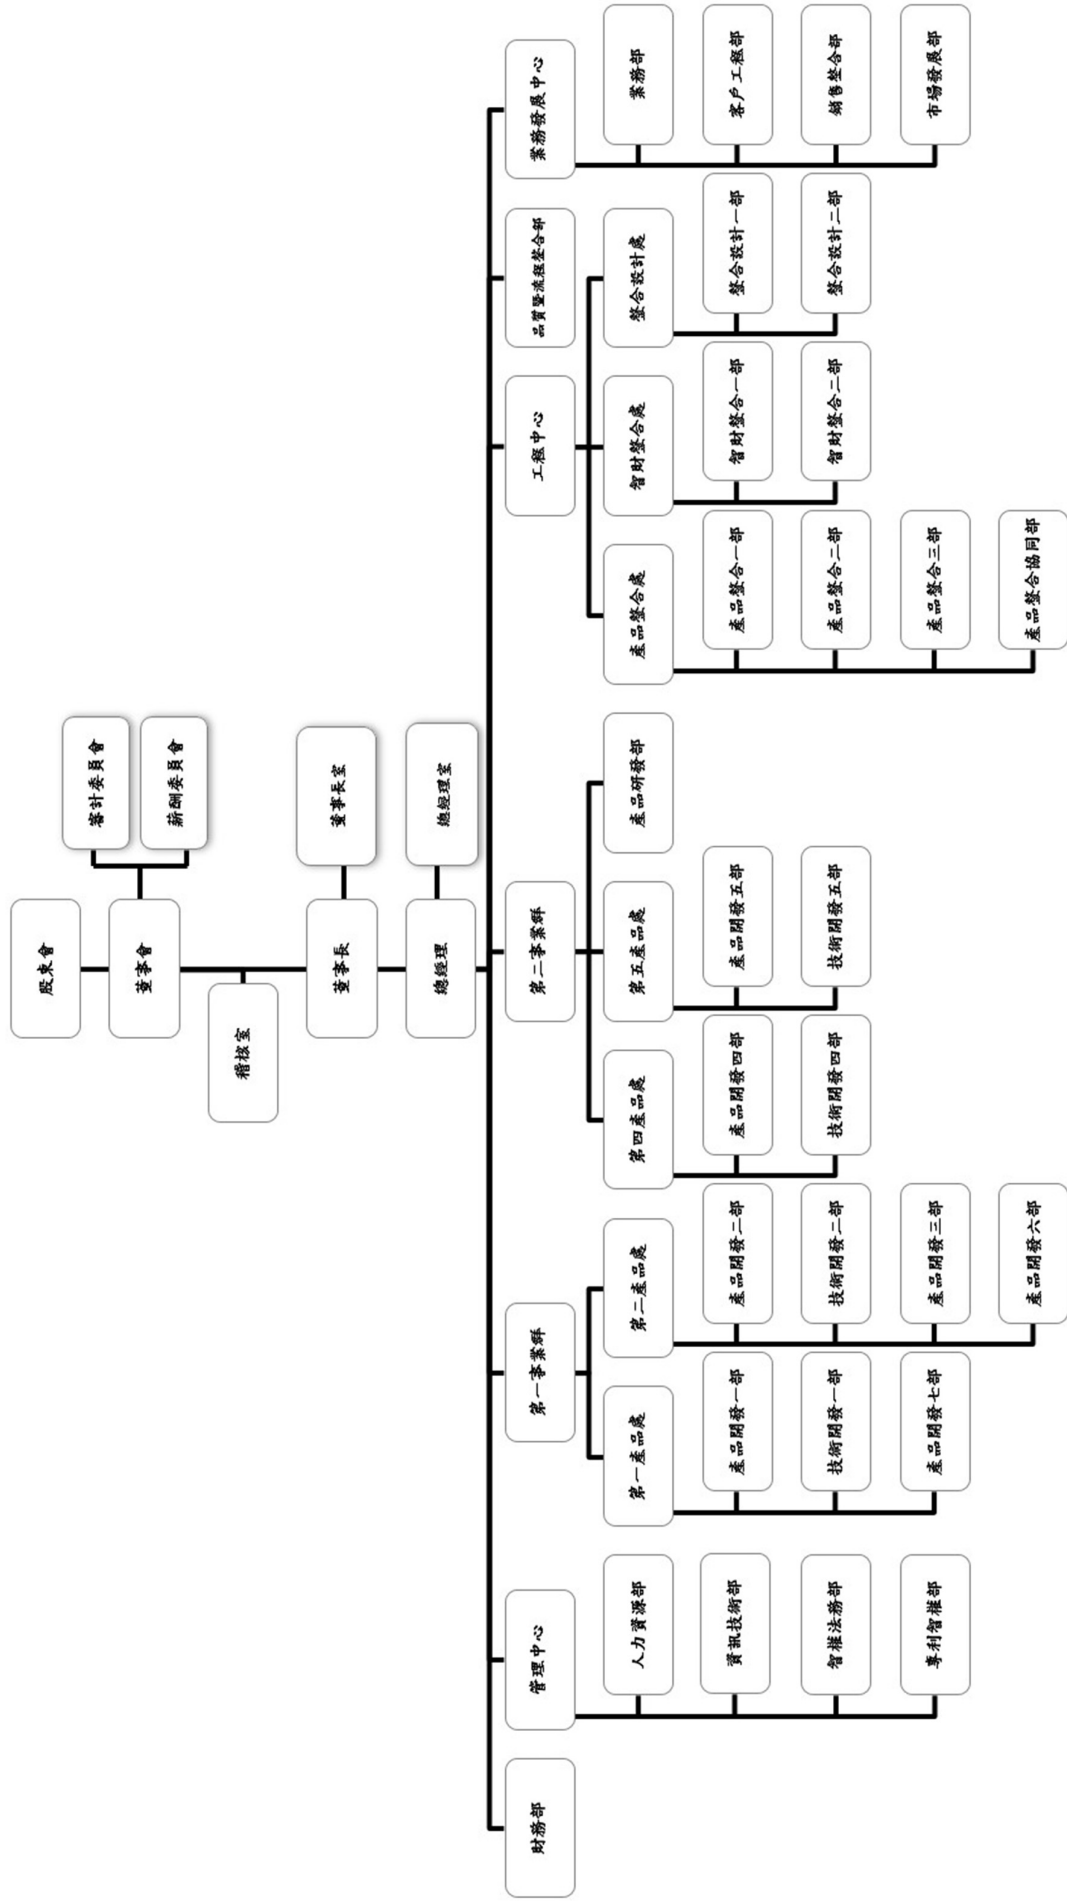 股東會
董事會
審計委員會
薪酬委員會
稽核室
董事長
董事長室
總經理
總經理室
財務部
管理中心
人力資源部
資訊技術部
智權法務部
專利智權部
第一事業群
第一產品處
產品開發一部
技術開發一部
產品開發七部
第二產品處
產品開發二部
技術開發二部
產品開發三部
產品開發六部
第二事業群
第四產品處
產品開發四部
技術開發四部
第五產品處
產品開發五部
技術開發五部
產品研發部
工程中心
產品整合處
產品整合一部
產品整合二部
產品整合三部
產品整合協同部
智財整合處
智財整合一部
智財整合二部
整合設計處
整合設計一部
整合設計二部
品質暨流程整合部
業務發展中心
業務部
客戶工程部
銷售整合部
市場發展部